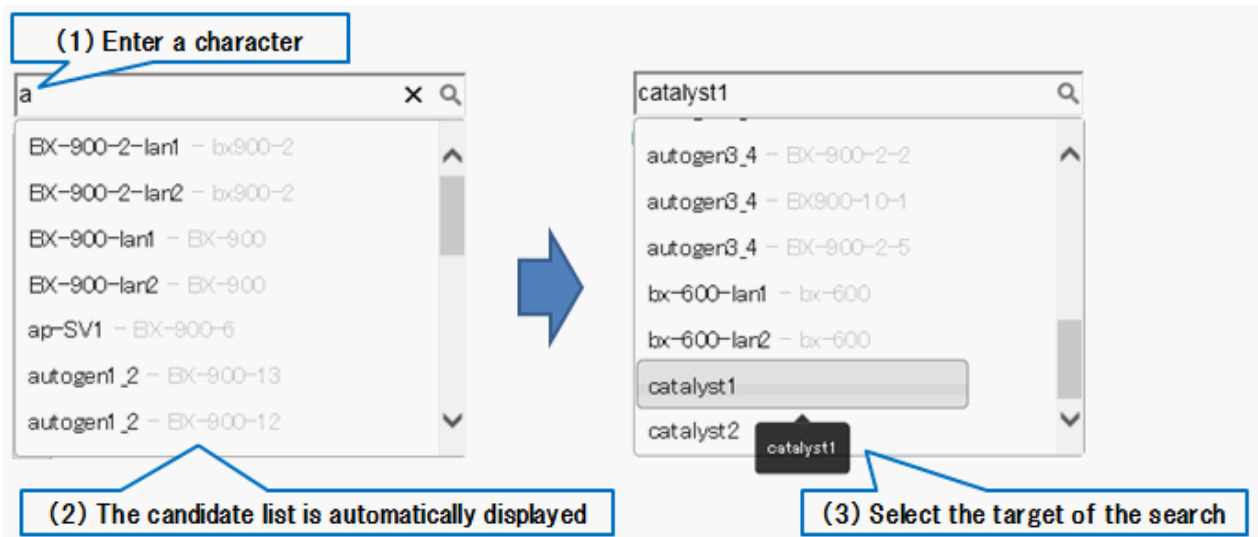 (1) Enter a character
a
BX-900-2-lan1 - bx900-2
BX-900-2-lan2 - bx900-2
BX-900-lan1 - BX-900
BX-900-lan2 - BX-900
ap-SV1 - BX-900-6
autogen1_2 - BX-900-13
autogen1_2 - BX-900-12
(2) The candidate list is automatically displayed
catalyst1
autogen3_4 - BX-900-2-2
autogen3_4 - BX900-10-1
autogen3_4 - BX-900-2-5
bx-600-lan1 - bx-600
bx-600-lan2 - bx-600
catalyst1
catalyst2
catalyst1
(3) Select the target of the search